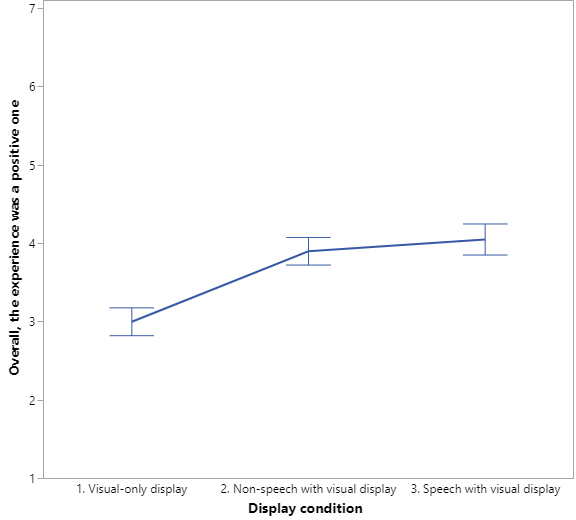 Overall, the experience was a positive one
7
6
5
4
3
2
1
1. Visual-only display
2. Non-speech with visual display
3. Speech with visual display
Display condition